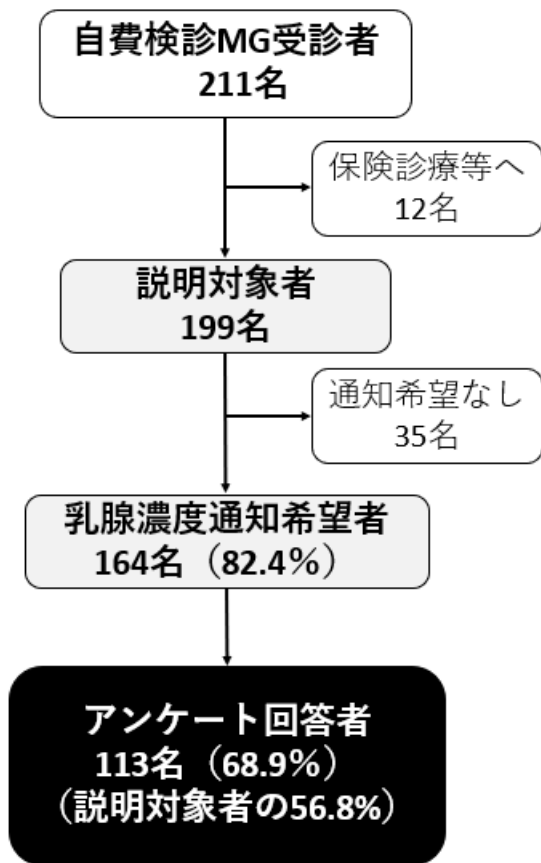 自費検診MG受診者
211名
保険診療等へ
12名
説明対象者
199名
通知希望なし
35名
乳腺濃度通知希望者
164名（82.4％）
アンケート回答者
113名（68.9％）
（説明対象者の56.8%）